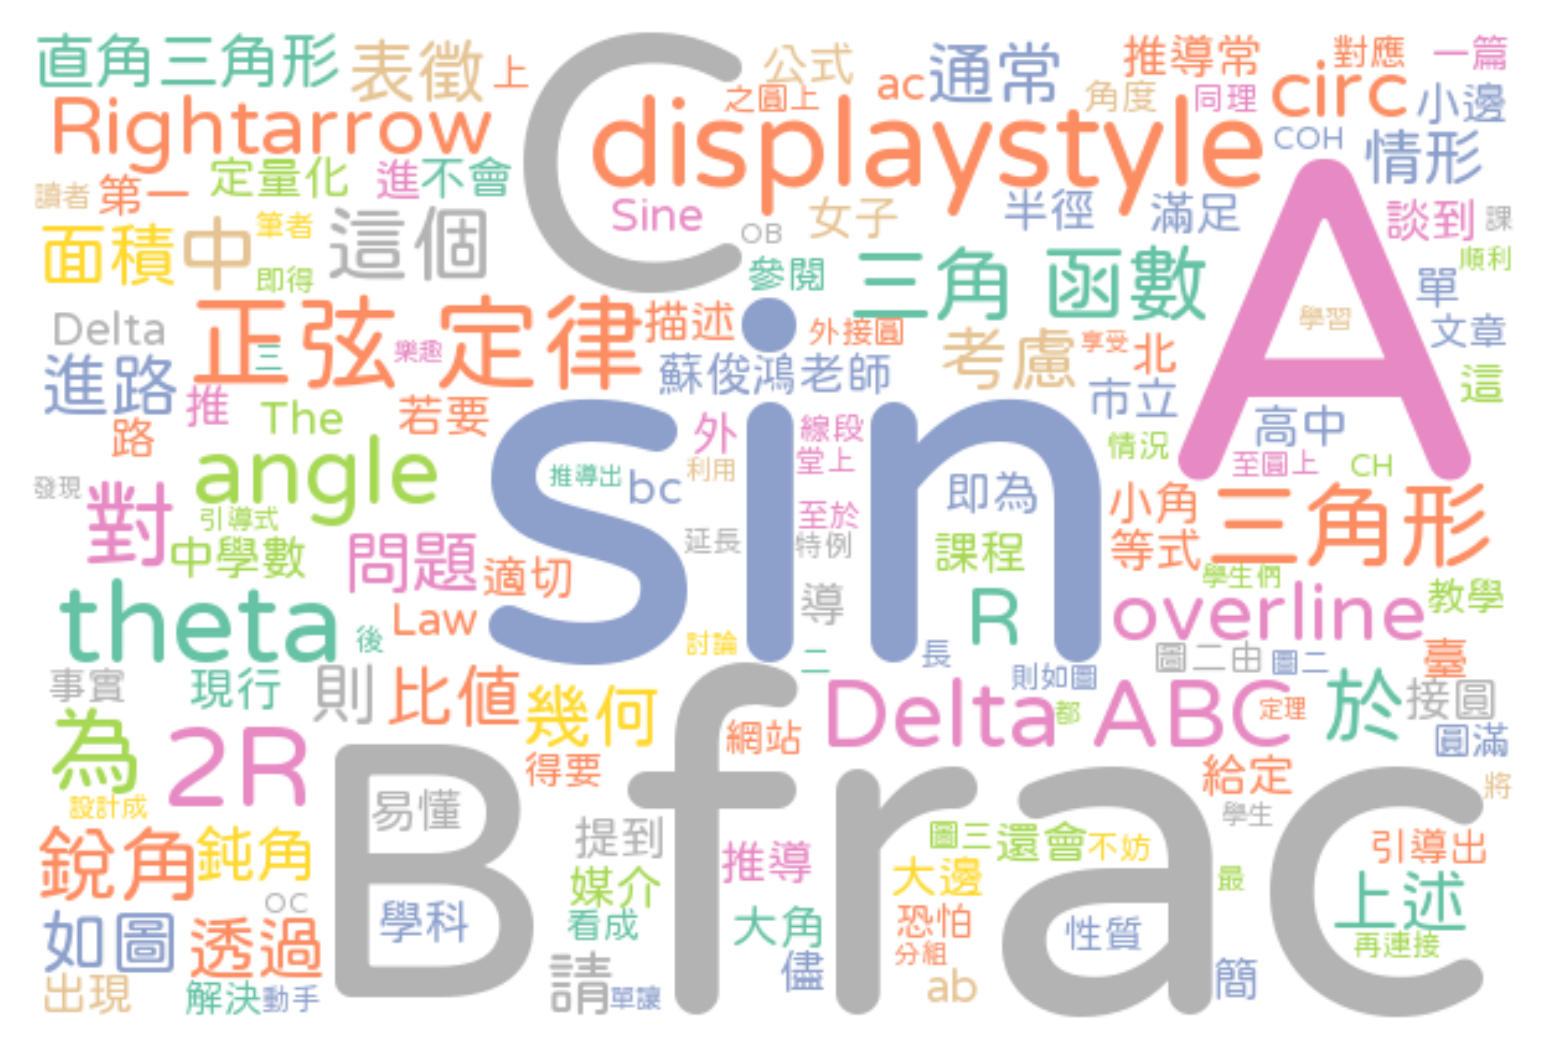 直角三角形 表徵 上 C 公式 通常 推導常 對應 一篇
Rightarrow displaystyle 之圓上 ac 角度 同理 circ 小邊
COH 情形
讀者 第一 定量化 進 不會 Sine 女子 半徑 滿足 A 談到 課
面積 中 筆者 這個 OB 順利
即得 參閱 三角 函數 單
Delta 正弦 定律 描述 外接圓 學習 文章
三 樂趣 享受 北
進路 蘇俊鴻老師 考慮 市立 這
推 The 若要 sin 外 線段 高中
路 angle 堂上 情況 至圓上 CH
發現 推導出 bc 利用 即為 小角 三角形
對 引導式 至於
中學數 問題 適切 延長 特例 課程 等式 學生們
theta Law 導 R overline 教學
後 討論 二 長 圖二由 圖二 臺
事實 現行 則 比值 幾何 則如圖 於 接圓
為 2R 網站 Delta 都 ABC 定理 圓滿
設計成 得要 B frac 給定 將
易懂 學生
銳角 鈍角 提到 推導 圖三 還會 不妨 引導出
媒介 大邊 最 上述
OC 學科 看成 大角 恐怕 性質
如圖 透過 分組 再連接
出現 解決 動手 請 單讓 儘 ab 簡